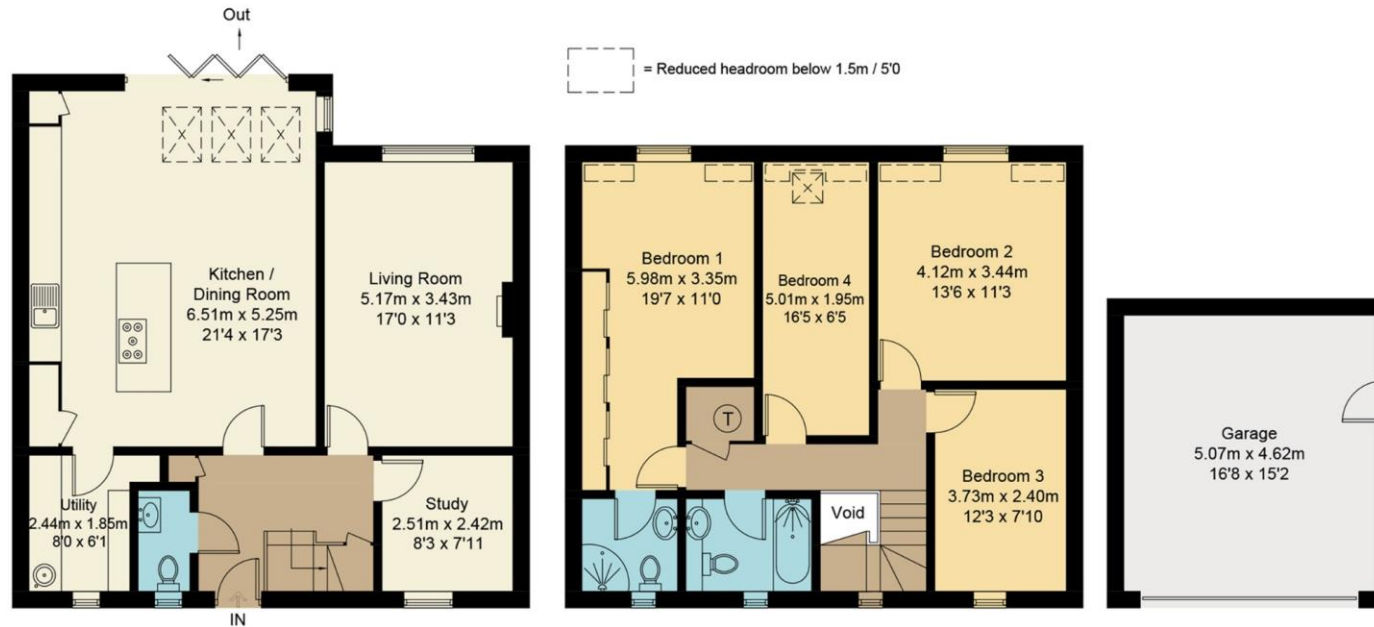 Out
= Reduced headroom below 1.5m / 5'0
Kitchen /
Dining Room
6.51m x 5.25m
21'4 x 17'3
Living Room
5.17m x 3.43m
17'0 x 11'3
Utility
2.44m x 1.85m
8'0 x 6'1
Study
2.51m x 2.42m
8'3 x 7'11
IN
Bedroom 1
5.98m x 3.35m
19'7 x 11'0
Bedroom 4
5.01m x 1.95m
16'5 x 6'5
Bedroom 2
4.12m x 3.44m
13'6 x 11'3
T
Bedroom 3
3.73m x 2.40m
12'3 x 7'10
Void
Garage
5.07m x 4.62m
16'8 x 15'2